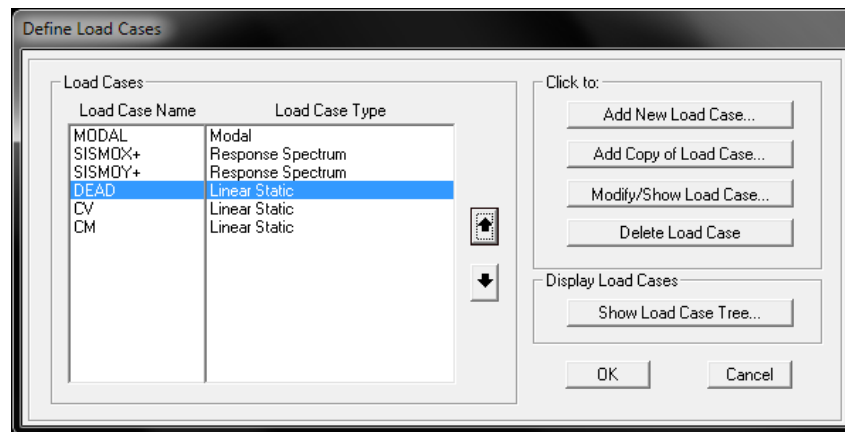 Define Load Cases
Load Cases
Load Case Name Load Case Type
MODAL Modal
SISMOX+ Response Spectrum
SISMOY+ Response Spectrum
DEAD Linear Static
CV Linear Static
CM Linear Static
Click to:
Add New Load Case...
Add Copy of Load Case...
Modify/Show Load Case...
Delete Load Case
Display Load Cases
Show Load Case Tree...
OK Cancel